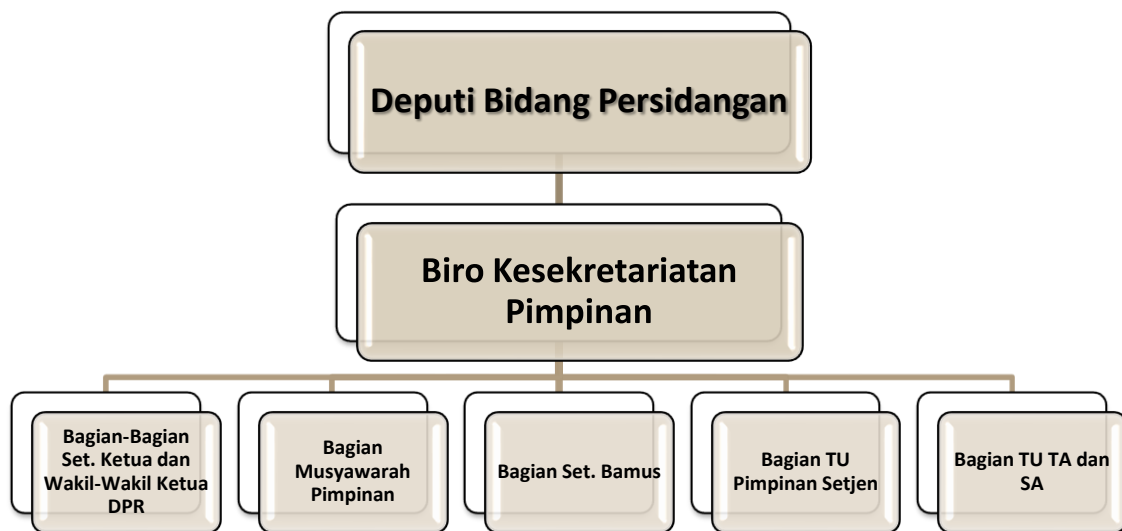 Deputi Bidang Persidangan
Biro Kesekretariatan
Pimpinan
Bagian-Bagian
Set. Ketua dan
Wakil-Wakil Ketua
DPR
Bagian
Musyawarah
Pimpinan
Bagian Set. Bamus
Bagian TU
Pimpinan Setjen
Bagian TU TA dan
SA